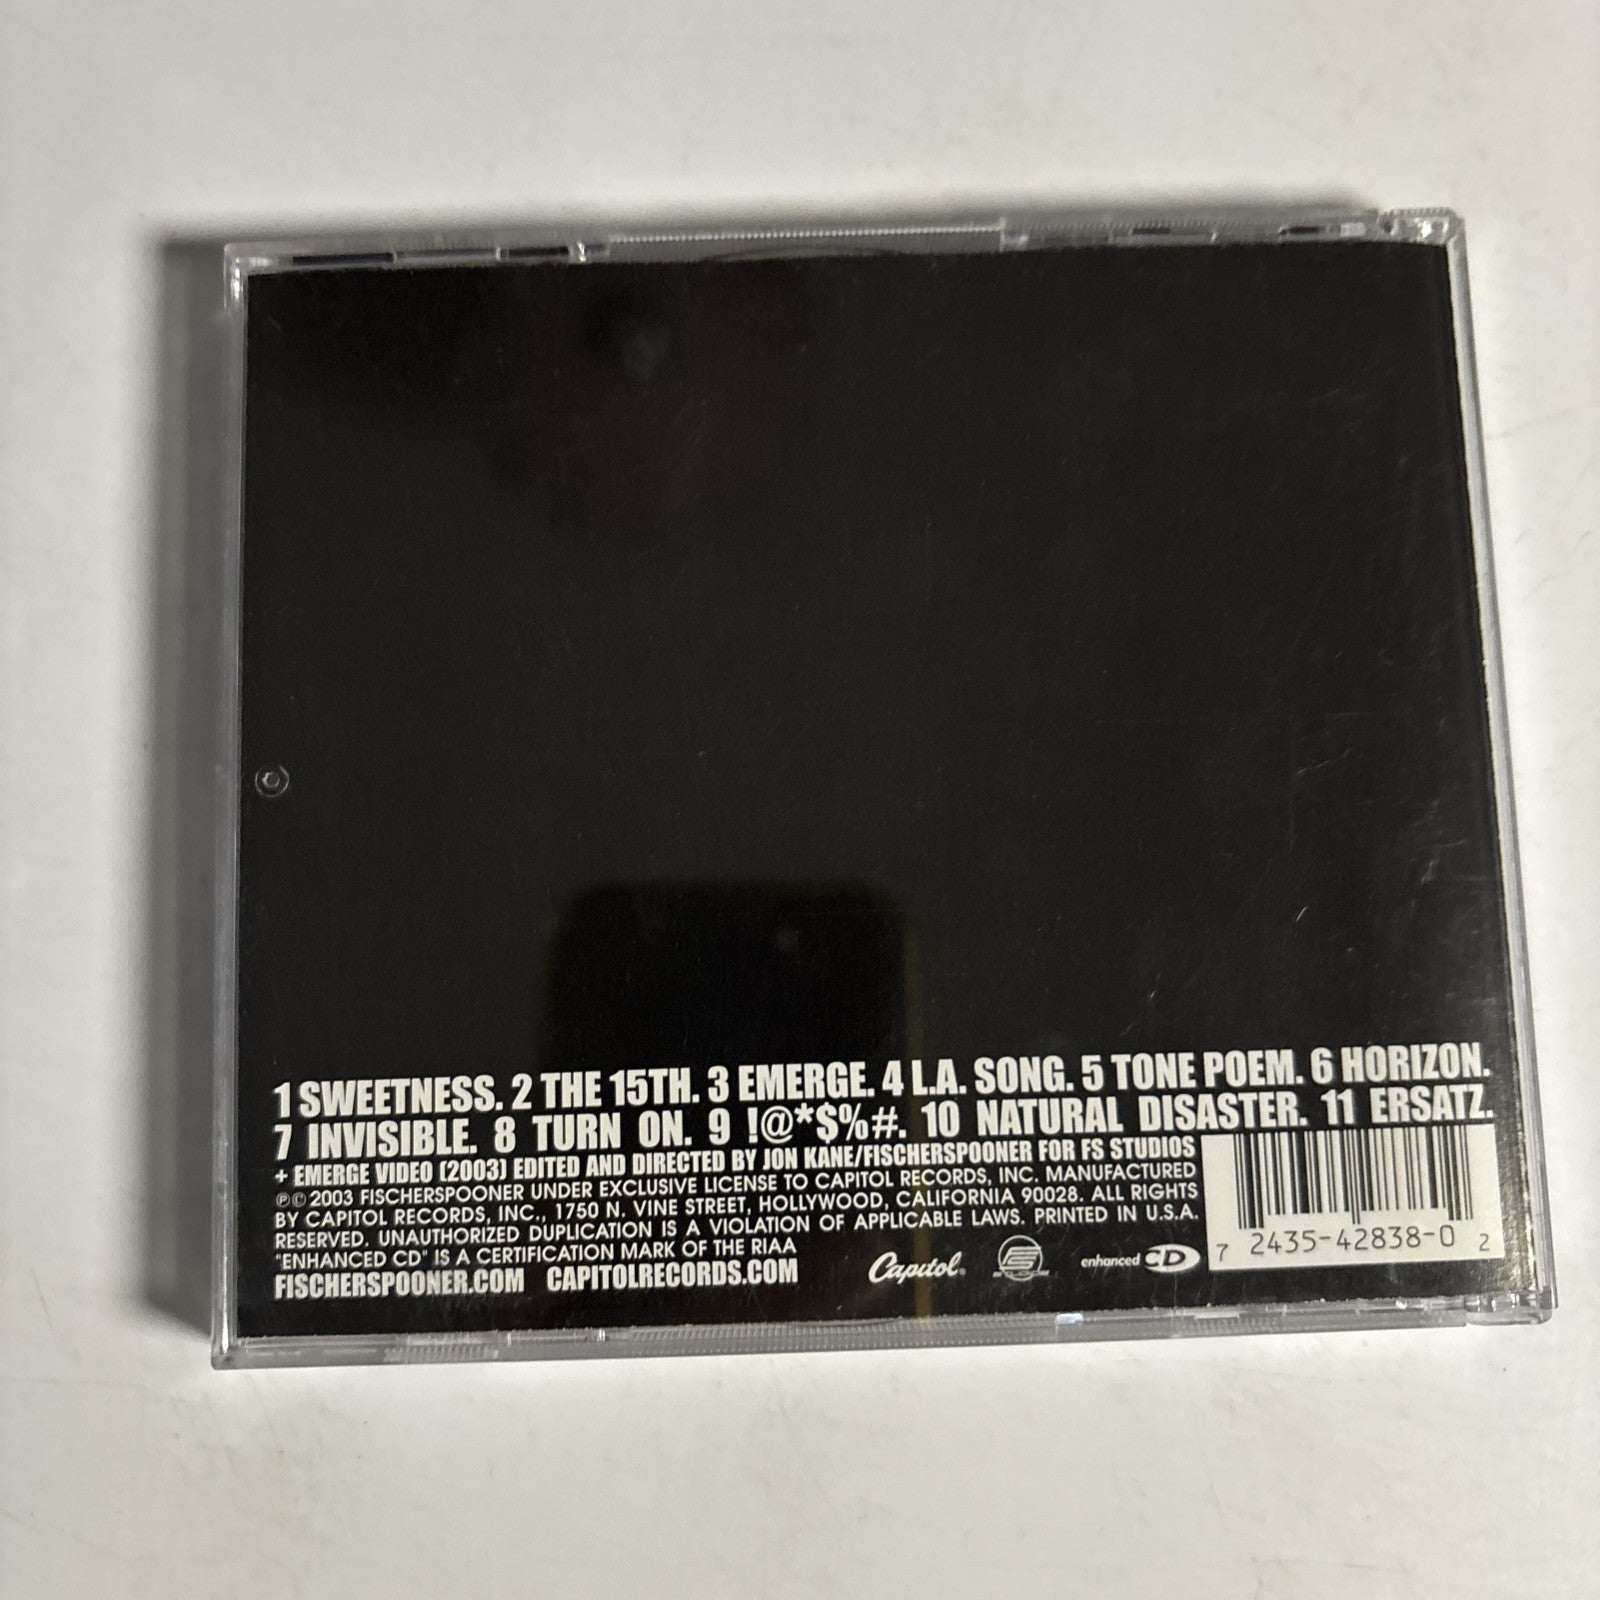 1 SWEETNESS. 2 THE 15TH. 3 EMERGE. 4 L.A. SONG. 5 TONE POEM. 6 HORIZON.
7 INVISIBLE. 8 TURN ON. 9 !@*$%#. 10 NATURAL DISASTER. 11 ERSATZ.
+ EMERGE VIDEO (2003) EDITED AND DIRECTED BY JON KANE/FISCHERSPOONER FOR FS STUDIOS
℗© 2003 FISCHERSPOONER UNDER EXCLUSIVE LICENSE TO CAPITOL RECORDS, INC. MANUFACTURED
BY CAPITOL RECORDS, INC., 1750 N. VINE STREET, HOLLYWOOD, CALIFORNIA 90028. ALL RIGHTS
RESERVED. UNAUTHORIZED DUPLICATION IS A VIOLATION OF APPLICABLE LAWS. PRINTED IN U.S.A.
"ENHANCED CD" IS A CERTIFICATION MARK OF THE RIAA
FISCHERSPOONER.COM CAPITOLRECORDS.COM
Capitol®
enhanced CD
7 2435-42838-0 2